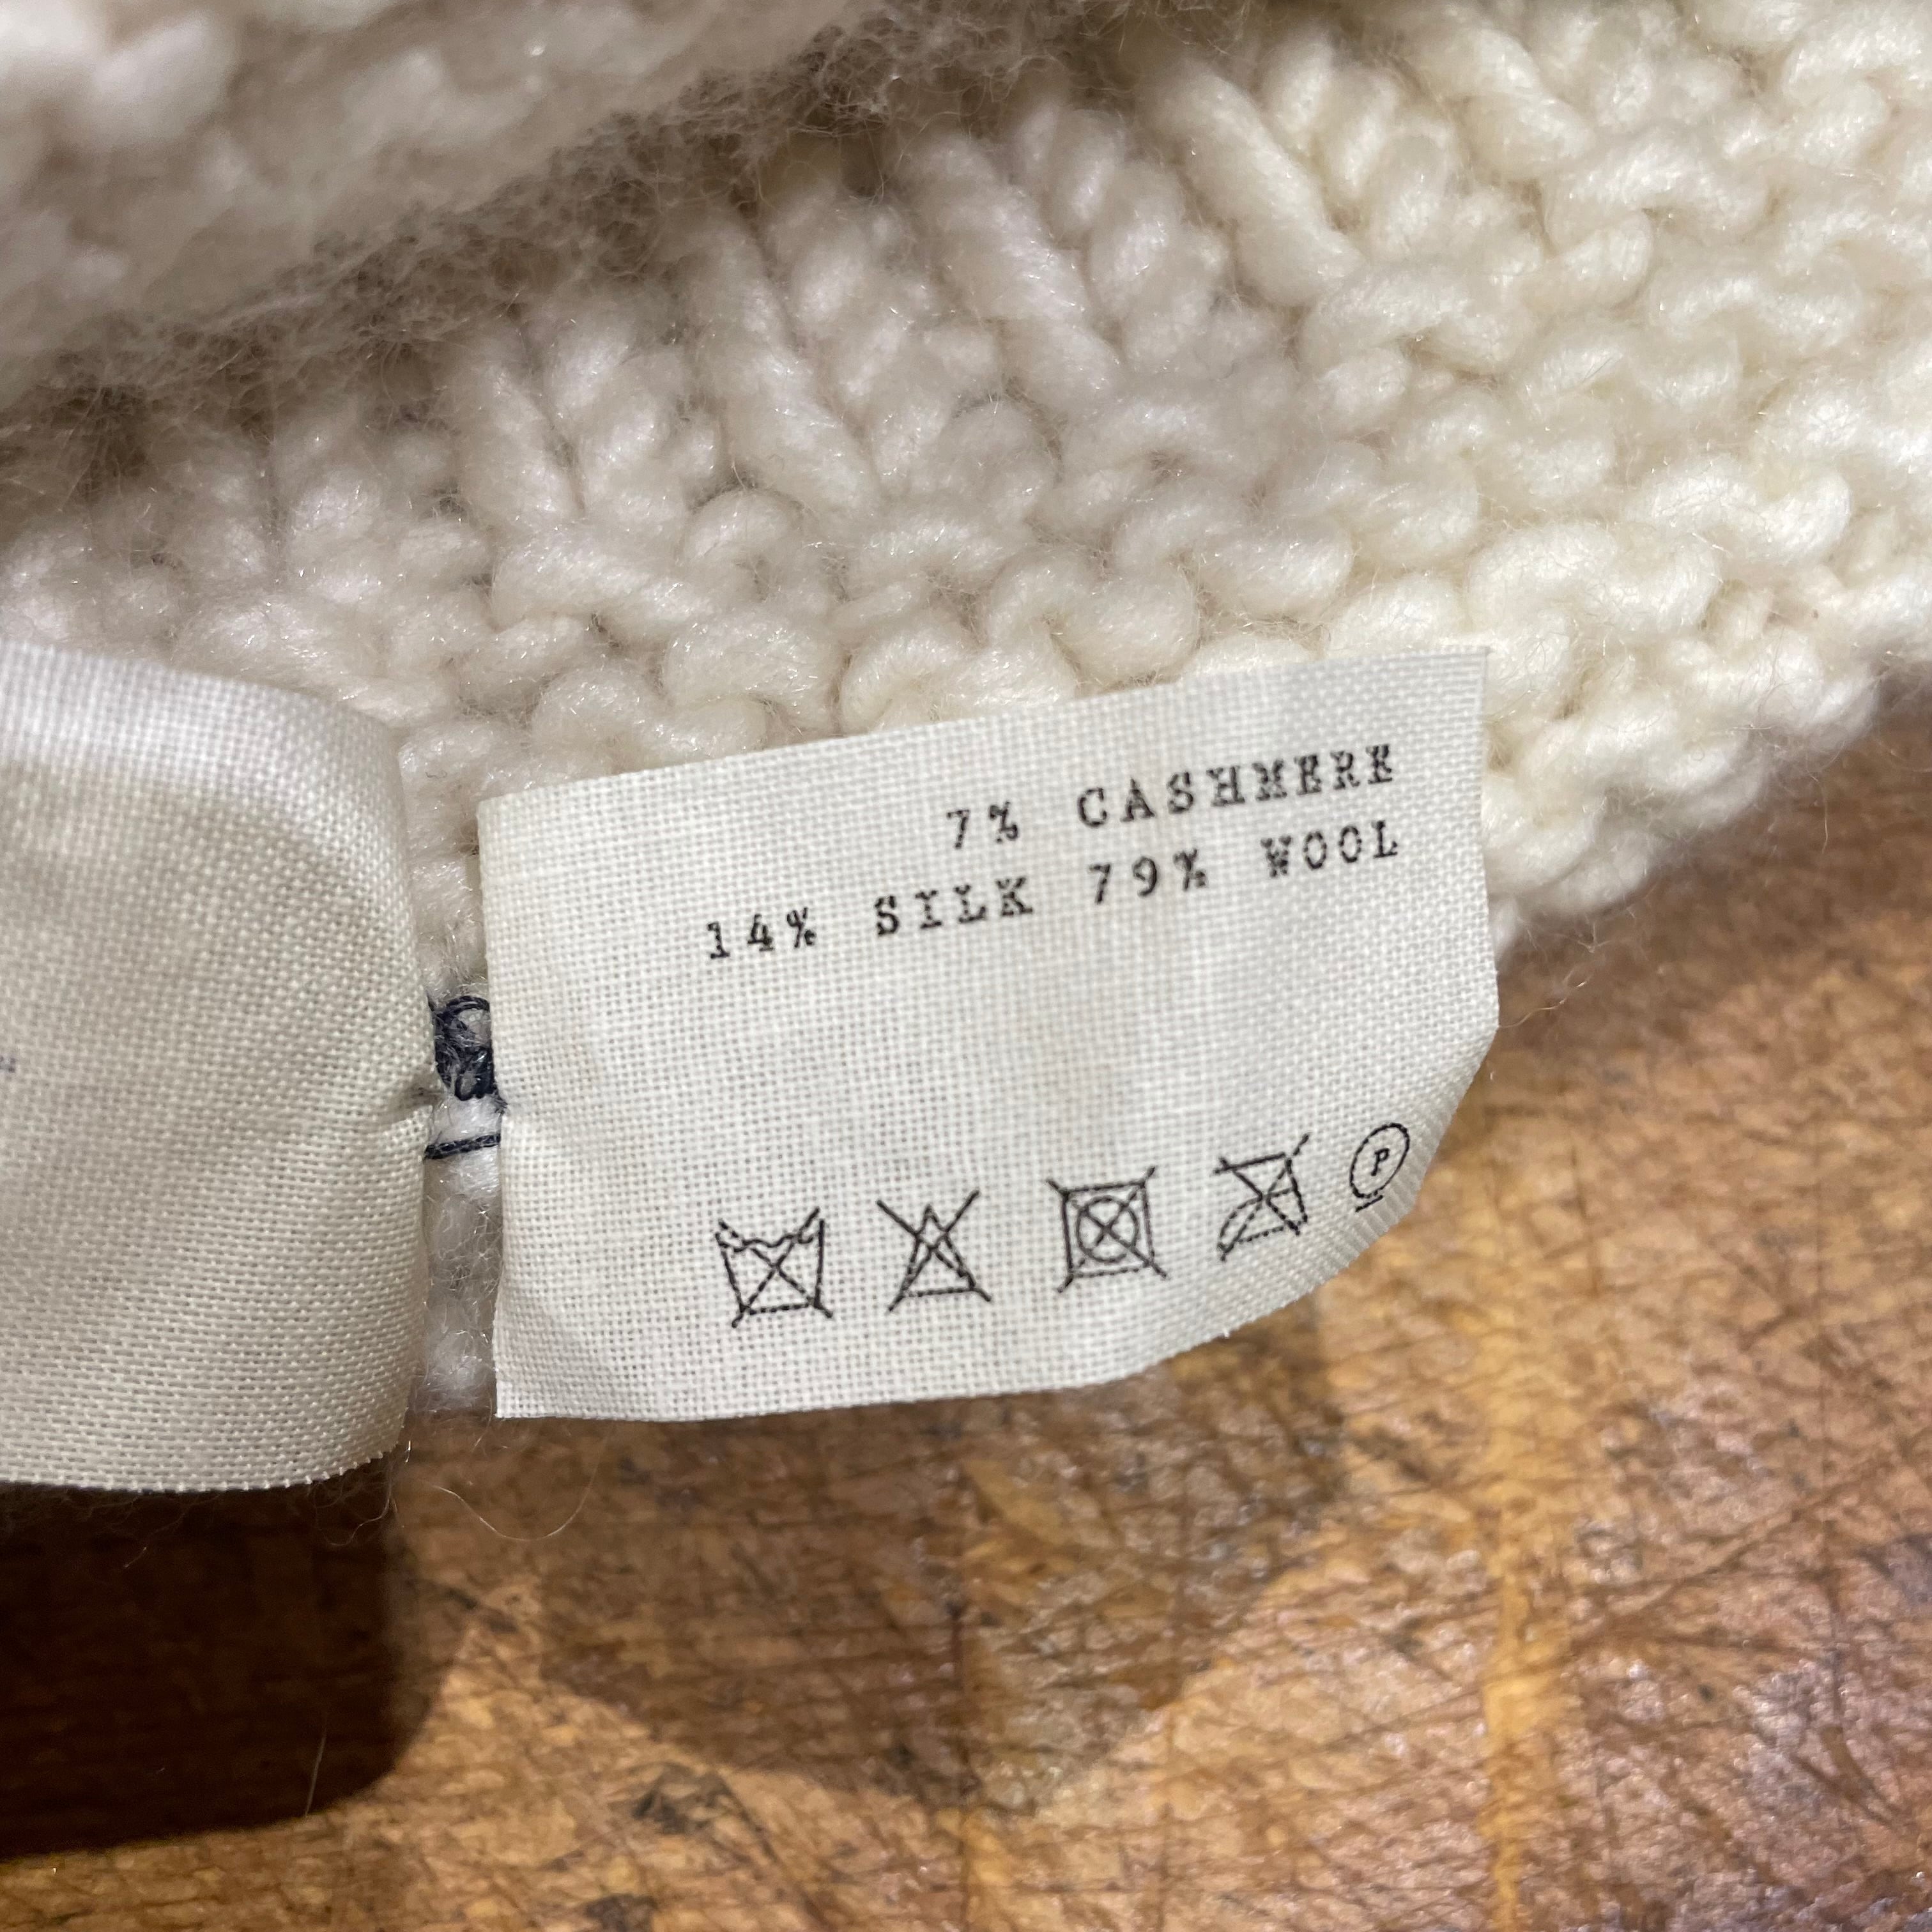 7% CASHMERE
14% SILK 79% WOOL
P